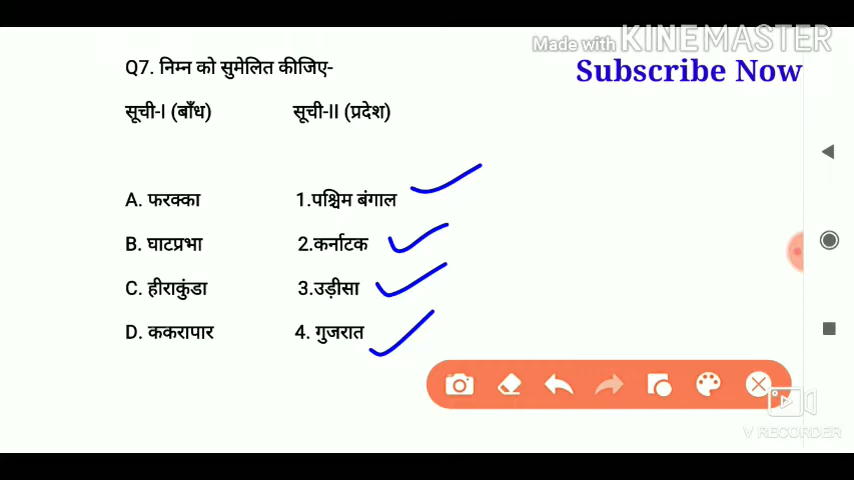 Made with KINEMASTER
Q7. निम्न को सुमेलित कीजिए-
Subscribe Now
सूची-I (बाँध) सूची-II (प्रदेश)
A. फरक्का 1.पश्चिम बंगाल
B. घाटप्रभा 2.कर्नाटक
C. हीराकुंडा 3.उड़ीसा
D. ककरापार 4. गुजरात
V RECORDER